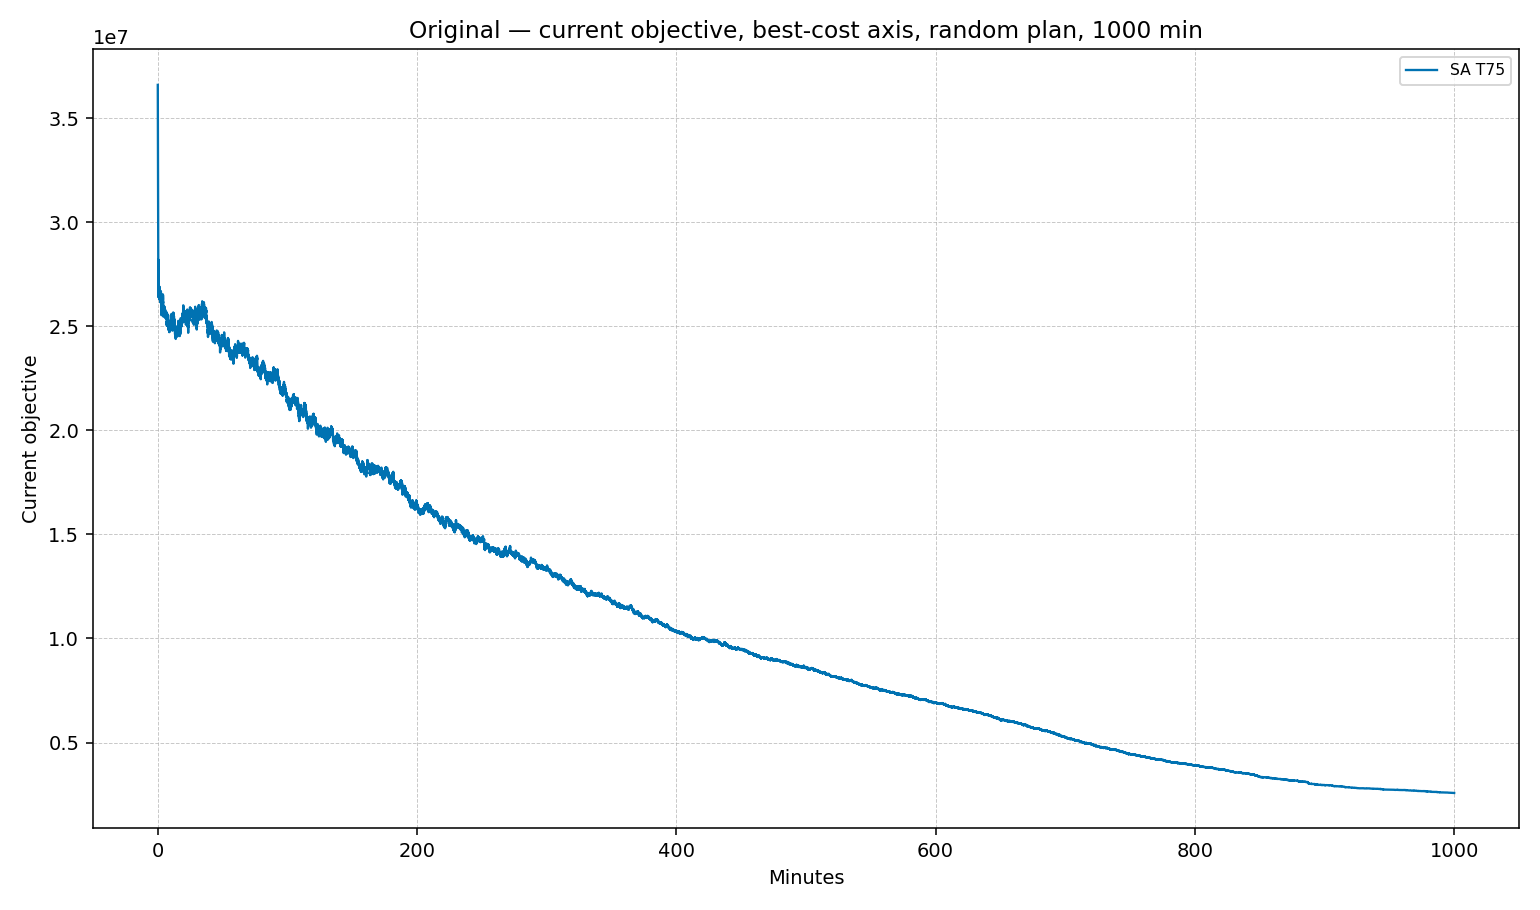 Original — current objective, best-cost axis, random plan, 1000 min
1e7
SA T75
3.5
3.0
2.5
2.0
1.5
1.0
0.5
Current objective
0 200 400 600 800 1000
Minutes